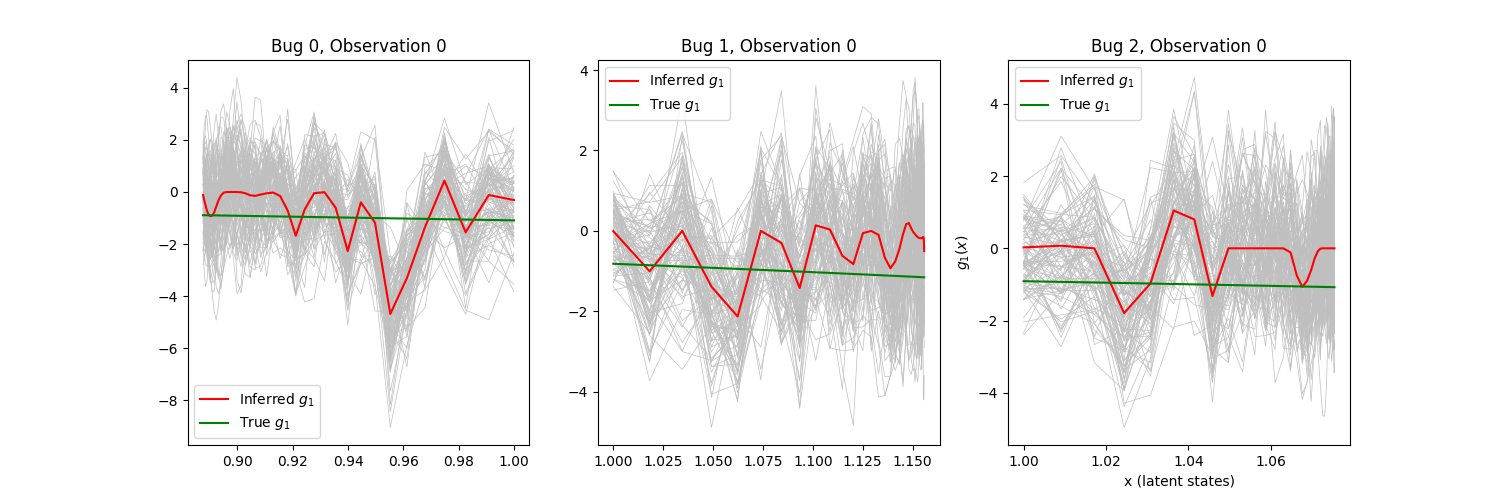 Bug 0, Observation 0
4
2
0
−2
−4
−6
−8
0.90 0.92 0.94 0.96 0.98 1.00
Inferred g₁
True g₁
Bug 1, Observation 0
4
2
0
−2
−4
1.000 1.025 1.050 1.075 1.100 1.125 1.150
Inferred g₁
True g₁
Bug 2, Observation 0
g₁(x)
4
2
0
−2
−4
1.00 1.02 1.04 1.06
x (latent states)
Inferred g₁
True g₁